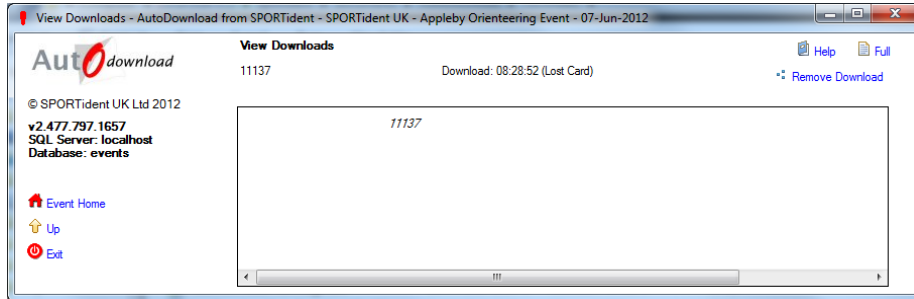 View Downloads - AutoDownload from SPORTident - SPORTident UK - Appleby Orienteering Event - 07-Jun-2012
Auto download
View Downloads
Help
Full
11137
Download: 08:28:52 (Lost Card)
Remove Download
© SPORTident UK Ltd 2012
v2.477.797.1657
SQL Server: localhost
Database: events
11137
Event Home
Up
Exit